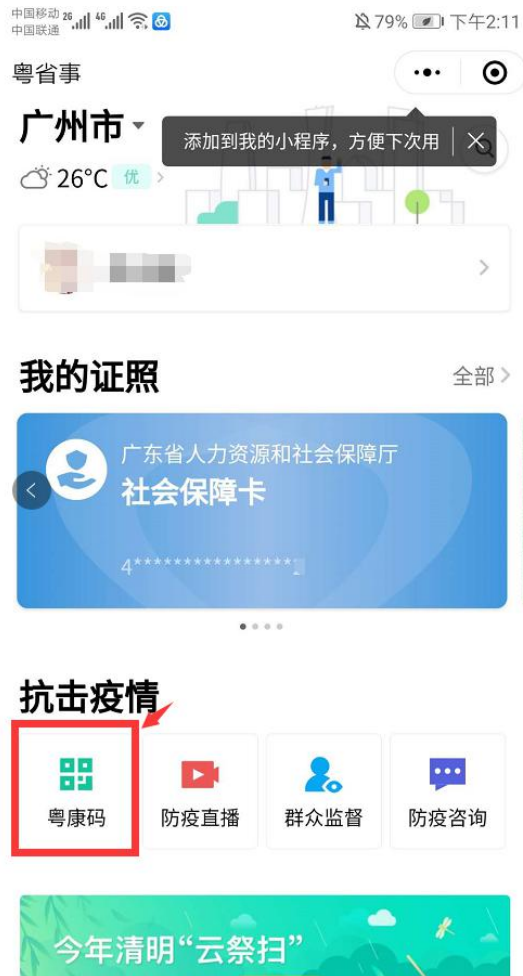 中国移动 26 46 79% 下午2:11
中国联通
粤省事
广州市
添加到我的小程序，方便下次用
26°C 优
我的证照 全部
广东省人力资源和社会保障厅
社会保障卡
4****************
抗击疫情
粤康码 防疫直播 群众监督 防疫咨询
今年清明“云祭扫”